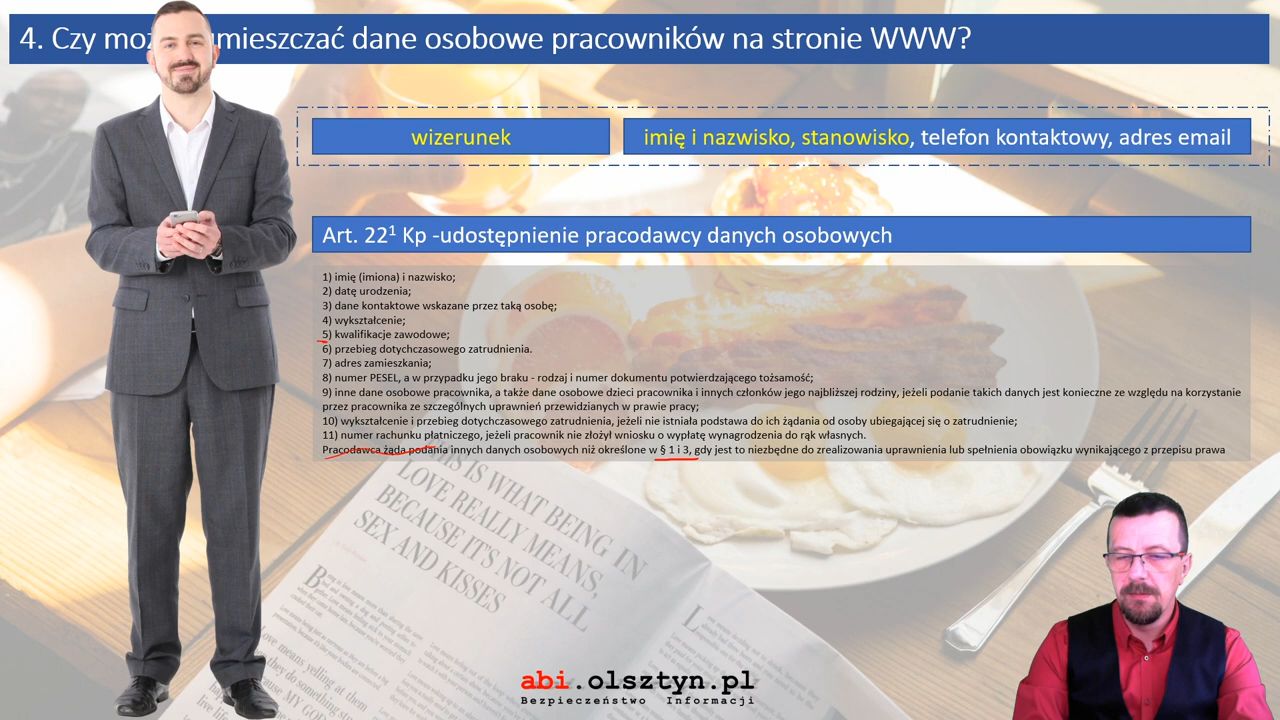 4. Czy moż umieszczać dane osobowe pracowników na stronie WWW?
wizerunek
imię i nazwisko, stanowisko, telefon kontaktowy, adres email
Art. 22¹ Kp -udostępnienie pracodawcy danych osobowych
1) imię (imiona) i nazwisko;
2) datę urodzenia;
3) dane kontaktowe wskazane przez taką osobę;
4) wykształcenie;
5) kwalifikacje zawodowe;
6) przebieg dotychczasowego zatrudnienia.
7) adres zamieszkania;
8) numer PESEL, a w przypadku jego braku - rodzaj i numer dokumentu potwierdzającego tożsamość;
9) inne dane osobowe pracownika, a także dane osobowe dzieci pracownika i innych członków jego najbliższej rodziny, jeżeli podanie takich danych jest konieczne ze względu na korzystanie
przez pracownika ze szczególnych uprawnień przewidzianych w prawie pracy;
10) wykształcenie i przebieg dotychczasowego zatrudnienia, jeżeli nie istniała podstawa do ich żądania od osoby ubiegającej się o zatrudnienie;
11) numer rachunku płatniczego, jeżeli pracownik nie złożył wniosku o wypłatę wynagrodzenia do rąk własnych.
Pracodawca żąda podania innych danych osobowych niż określone w § 1 i 3, gdy jest to niezbędne do zrealizowania uprawnienia lub spełnienia obowiązku wynikającego z przepisu prawa
THIS IS WHAT BEING IN
LOVE REALLY MEANS,
BECAUSE IT'S NOT ALL
SEX AND KISSES
abi.olsztyn.pl
Bezpieczeństwo Informacji